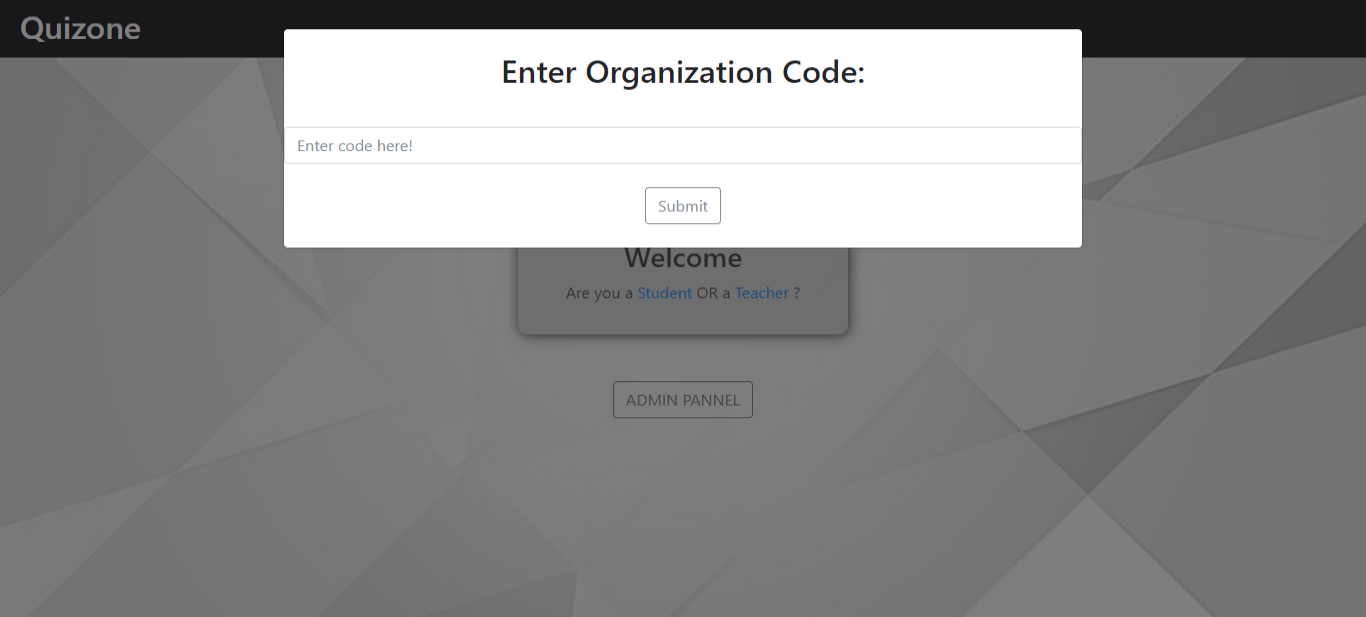 Quizone
Enter Organization Code:
Enter code here!
Submit
Welcome
Are you a Student OR a Teacher ?
ADMIN PANNEL